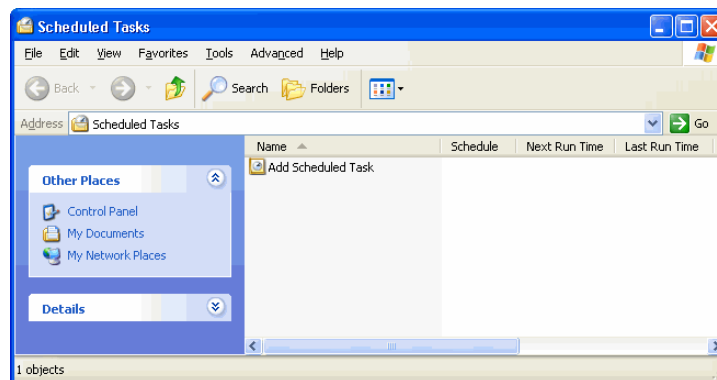 Scheduled Tasks
File Edit View Favorites Tools Advanced Help
Back Search Folders
Address Scheduled Tasks Go
Name Schedule Next Run Time Last Run Time
Add Scheduled Task
Other Places
Control Panel
My Documents
My Network Places
Details
1 objects